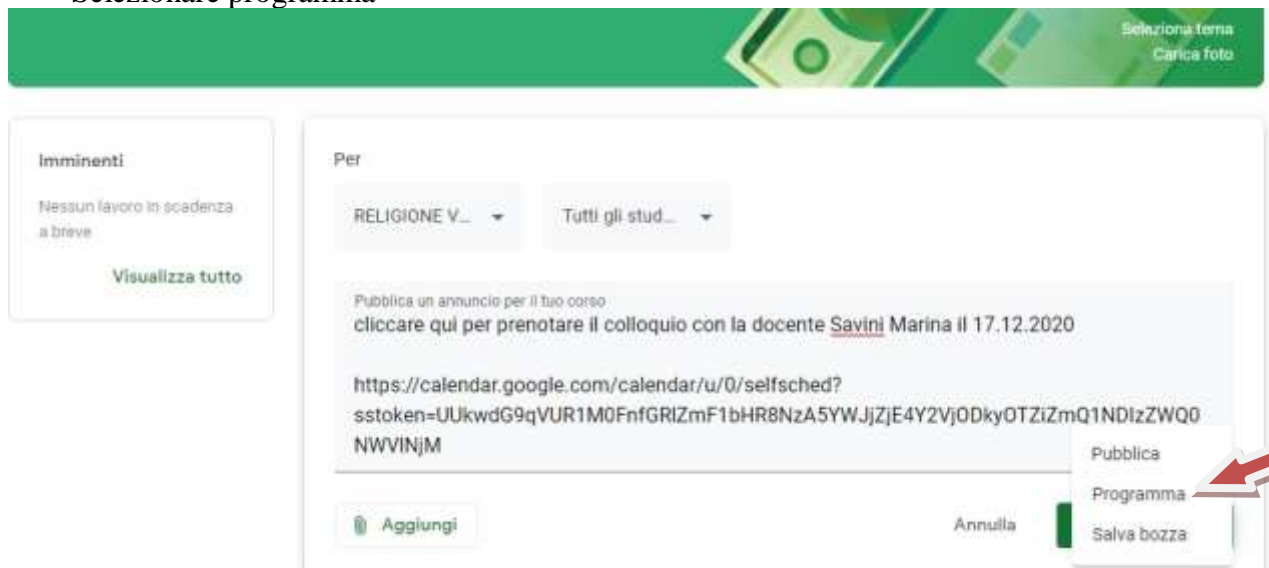 Selezionare programma
Seleziona tema
Carica foto
Imminenti
Nessun lavoro in scadenza
a breve
Visualizza tutto
Per
RELIGIONE V...
Tutti gli stud...
Pubblica un annuncio per il tuo corso
cliccare qui per prenotare il colloquio con la docente Savini Marina il 17.12.2020
https://calendar.google.com/calendar/u/0/selfsched?
sstoken=UUkwdG9qVUR1M0FnfGRlZmF1bHR8NzA5YWJjZjE4Y2VjODkyOTZiZmQ1NDIzZWQ0
NWVlNjM
Pubblica
Programma
Salva bozza
Aggiungi
Annulla